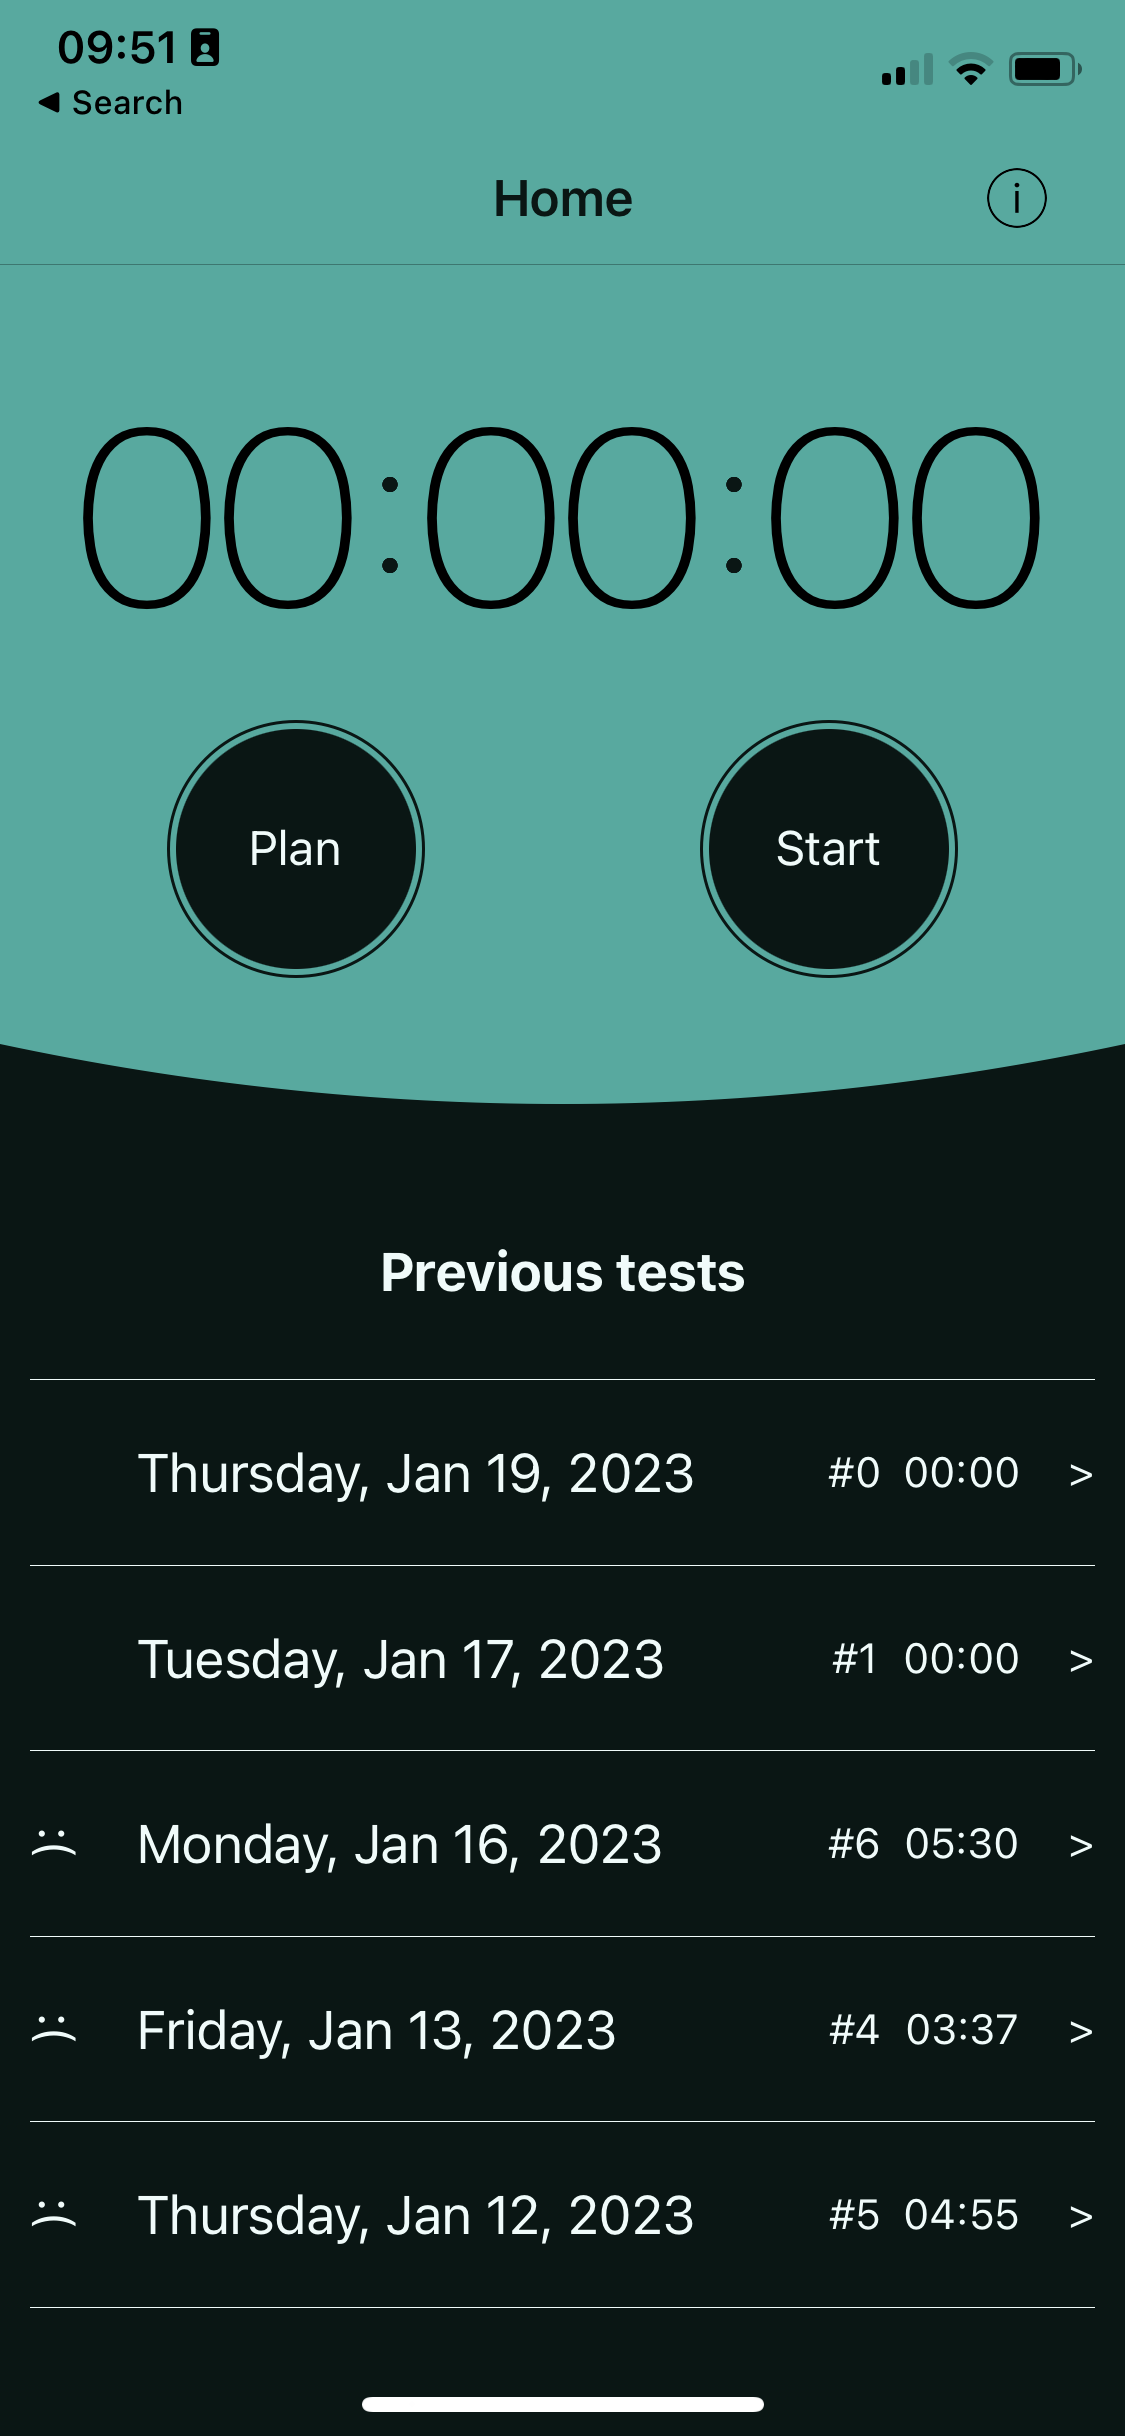 09:51
◀ Search
Home
i
00:00:00
Plan
Start
Previous tests
Thursday, Jan 19, 2023 #0 00:00 >
Tuesday, Jan 17, 2023 #1 00:00 >
:( Monday, Jan 16, 2023 #6 05:30 >
:( Friday, Jan 13, 2023 #4 03:37 >
:( Thursday, Jan 12, 2023 #5 04:55 >